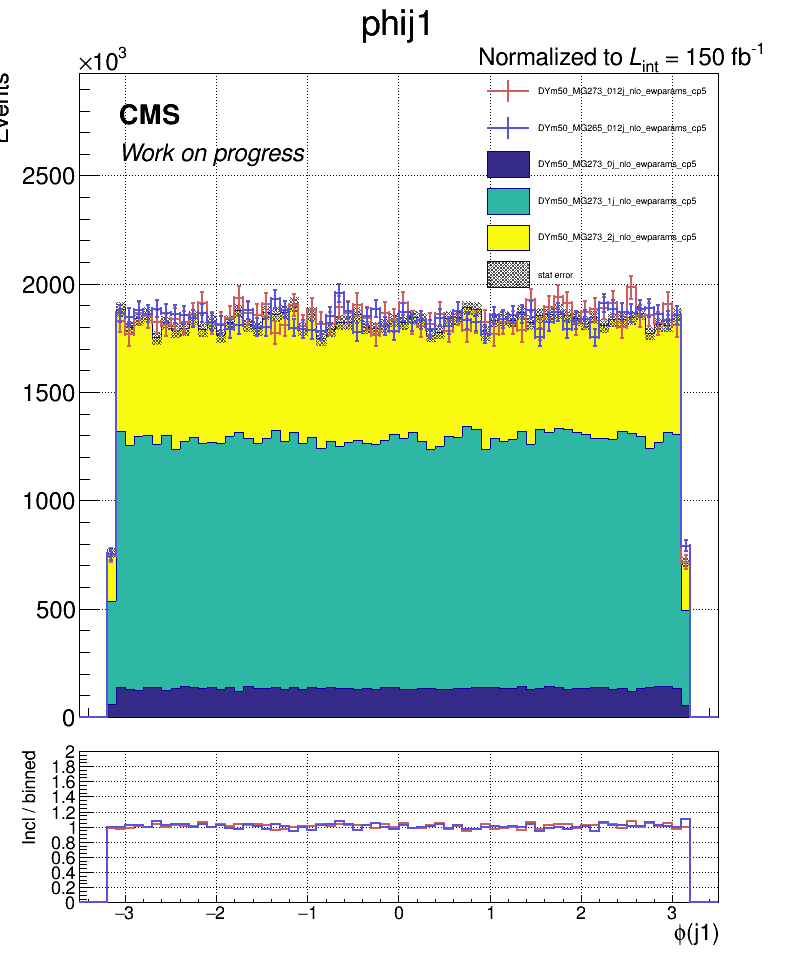 phij1
×10³
Normalized to L_int = 150 fb⁻¹
Events
CMS
Work on progress
DYm50_MG273_012j_nlo_ewparams_cp5
DYm50_MG265_012j_nlo_ewparams_cp5
DYm50_MG273_0j_nlo_ewparams_cp5
DYm50_MG273_1j_nlo_ewparams_cp5
DYm50_MG273_2j_nlo_ewparams_cp5
stat error
2500
2000
1500
1000
500
0
Incl / binned
2
1.8
1.6
1.4
1.2
1
0.8
0.6
0.4
0.2
0
−3 −2 −1 0 1 2 3
ϕ(j1)